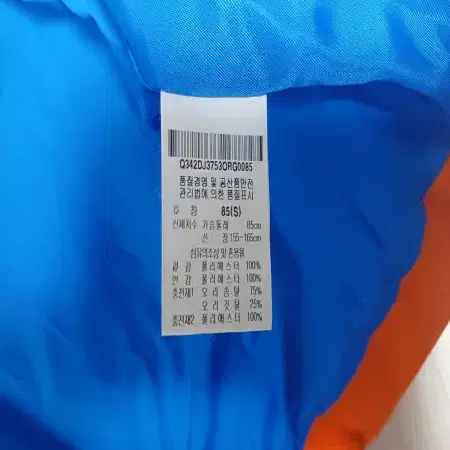 Q342DJ3753ORG0085
품질경영 및 공산품안전
관리법에 의한 품질표시
호 칭 85(S)
신체치수 가슴둘레 85cm
신 장 155-165cm
섬유의조성 및 혼용율
겉 감 폴리에스터 100%
안 감 폴리에스터 100%
충전재1 오리솜털 75%
오리깃털 25%
충전재2 폴리에스터 100%